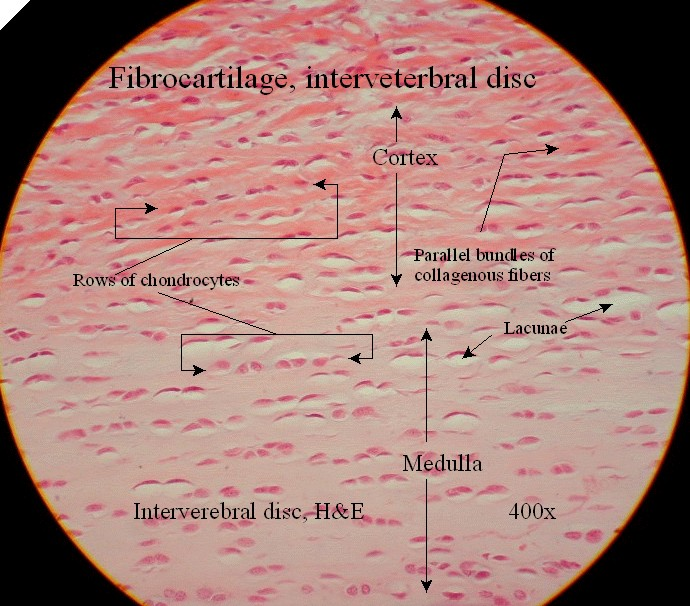 Fibrocartilage, interveterbral disc
Cortex
Parallel bundles of
collagenous fibers
Rows of chondrocytes
Lacunae
Medulla
Interverebral disc, H&E
400x